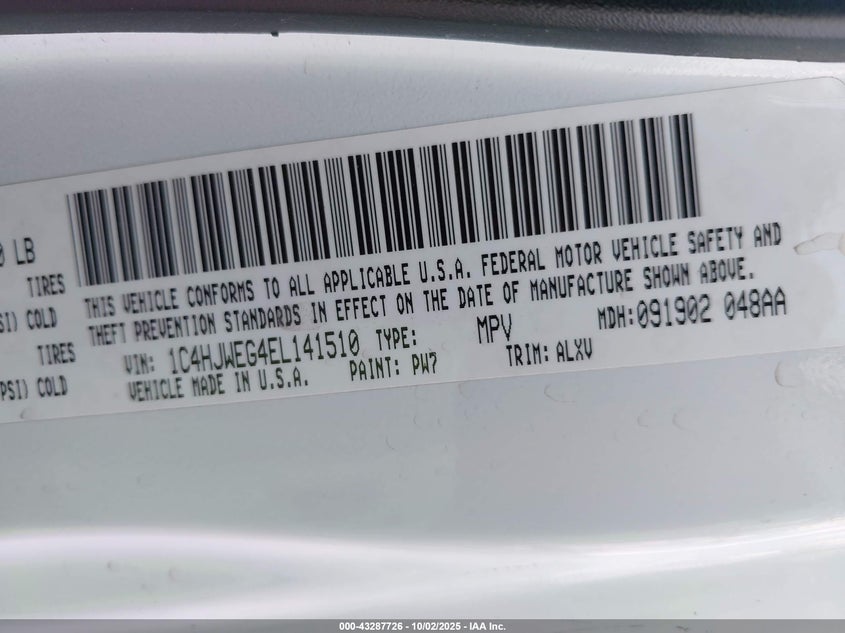 0 LB
TIRES
SI) COLD
TIRES
PSI) COLD
THIS VEHICLE CONFORMS TO ALL APPLICABLE U.S.A. FEDERAL MOTOR VEHICLE SAFETY AND
THEFT PREVENTION STANDARDS IN EFFECT ON THE DATE OF MANUFACTURE SHOWN ABOVE.
VIN: 1C4HJWEG4EL141510 TYPE: MPV MDH:091902 048AA
VEHICLE MADE IN U.S.A. PAINT: PW7 TRIM: ALXV
000-43287726 - 10/02/2025 - IAA Inc.